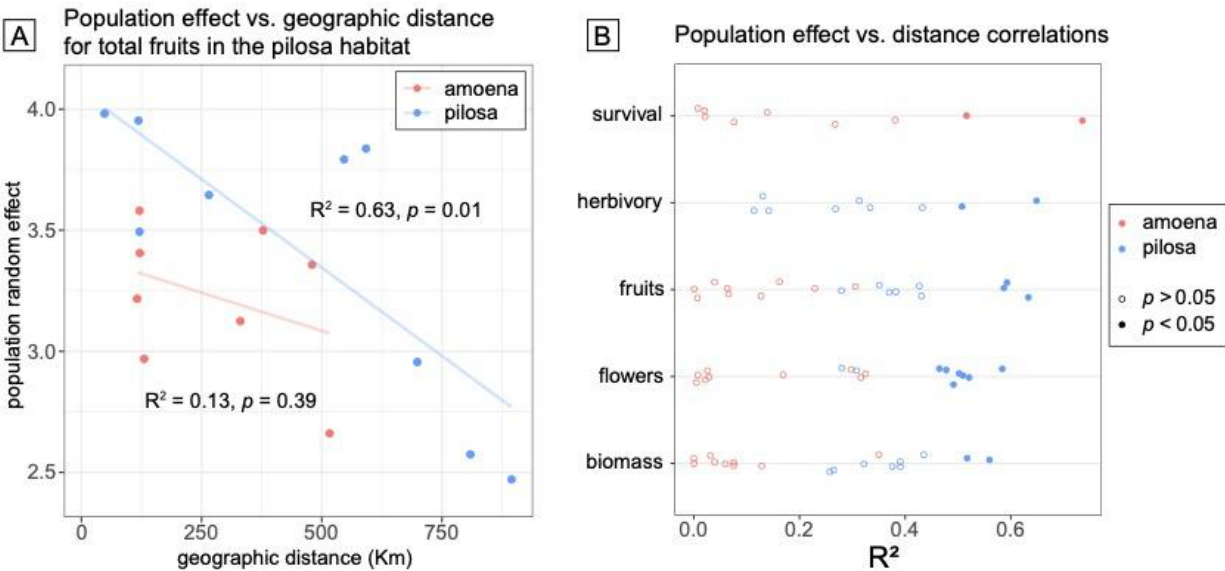 A
Population effect vs. geographic distance
for total fruits in the pilosa habitat
amoena
pilosa
4.0
3.5
3.0
2.5
R² = 0.63, p = 0.01
R² = 0.13, p = 0.39
population random effect
0
250
500
750
geographic distance (Km)
B
Population effect vs. distance correlations
survival
herbivory
fruits
flowers
biomass
0.0
0.2
0.4
0.6
R²
amoena
pilosa
p > 0.05
p < 0.05